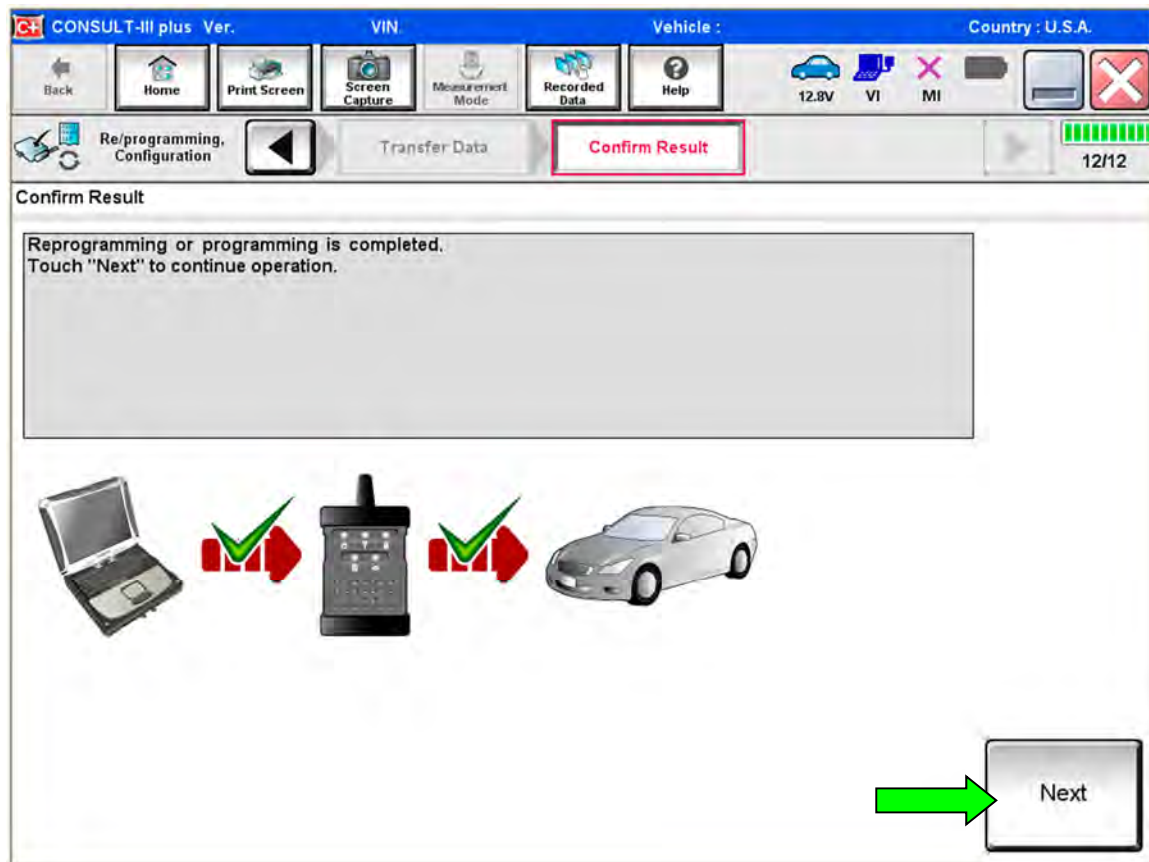 C+ CONSULT-III plus Ver. VIN. Vehicle : Country : U.S.A.
Back
Home
Print Screen
Screen Capture
Measurement Mode
Recorded Data
Help
12.8V
VI
MI
Re/programming, Configuration
Transfer Data
Confirm Result
12/12
Confirm Result
Reprogramming or programming is completed.
Touch "Next" to continue operation.
Next